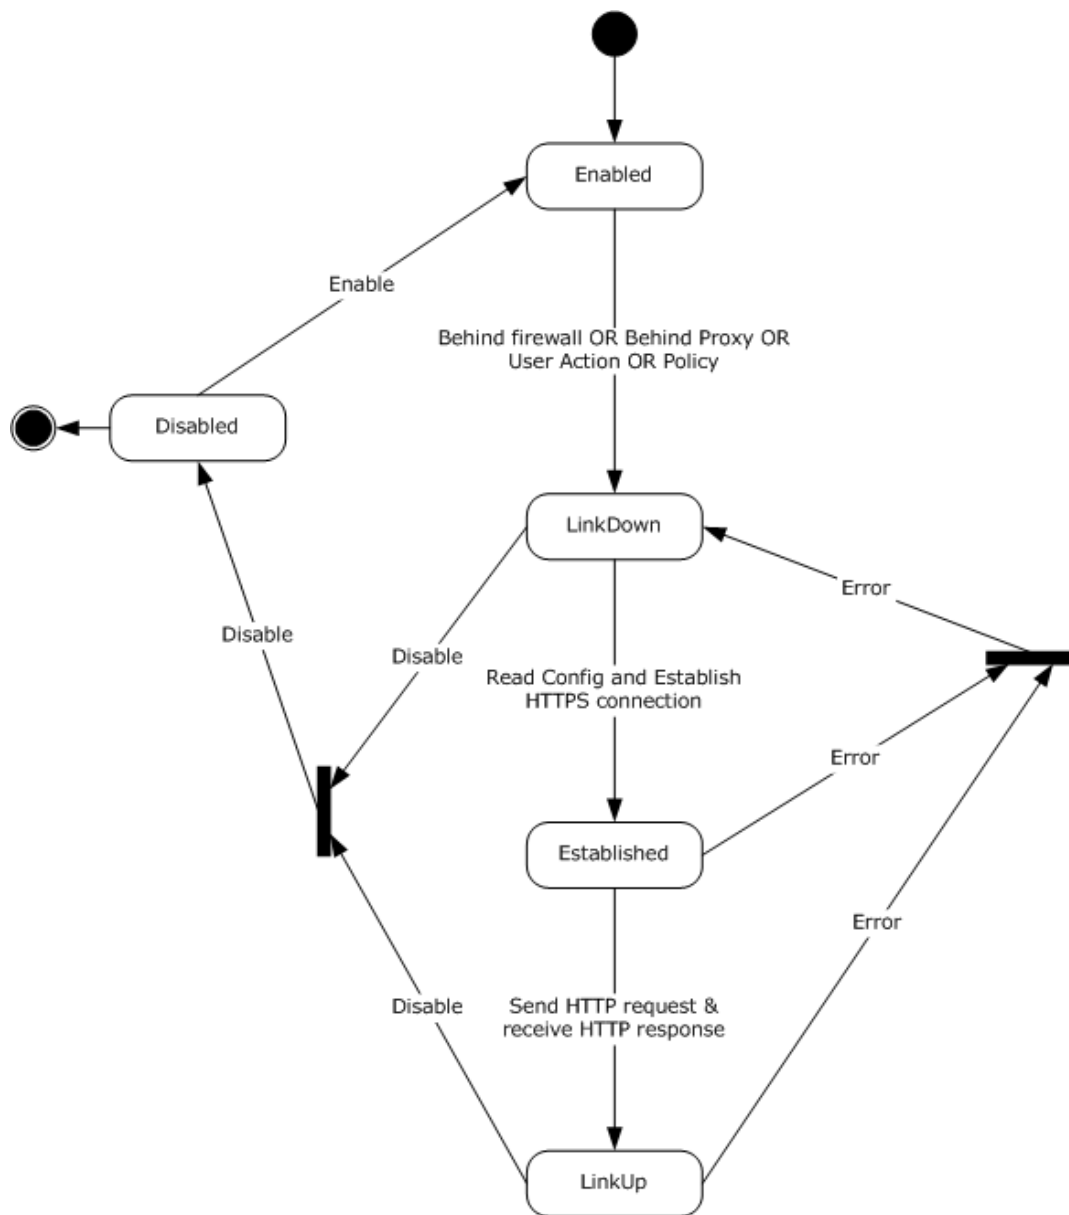 Enabled
Enable
Behind firewall OR Behind Proxy OR
User Action OR Policy
Disabled
LinkDown
Error
Disable
Disable
Read Config and Establish
HTTPS connection
Error
Established
Error
Disable
Send HTTP request &
receive HTTP response
LinkUp